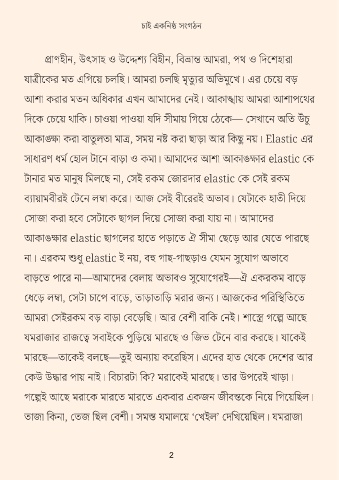 চাই একনিষ্ঠ সংগঠন
প্রাণহীন, উৎসাহ ও উদ্দেশ্য বিহীন, বিভ্রান্ত আমরা, পথ ও দিশেহারা
যাত্রীকের মত এগিয়ে চলছি। আমরা চলছি মৃত্যুর অভিমুখে। এর চেয়ে বড়
আশা করার মতন অধিকার এখন আমাদের নেই। আকাঙ্খায় আমরা আশাপথের
দিকে চেয়ে থাকি। চাওয়া পাওয়া যদি সীমায় গিয়ে ঠেকে— সেখানে অতি উঁচু
আকাঙ্ক্ষা করা বাতুলতা মাত্র, সময় নষ্ট করা ছাড়া আর কিছু নয়। Elastic এর
সাধারণ ধর্ম হোল টানে বাড়া ও কমা। আমাদের আশা আকাঙক্ষার elastic কে
টানার মত মানুষ মিলছে না, সেই রকম জোরদার elastic কে সেই রকম
ব্যায়ামবীরই টেনে লম্বা করে। আজ সেই বীরেরই অভাব। যেটাকে হাতী দিয়ে
সোজা করা হবে সেটাকে ছাগল দিয়ে সোজা করা যায় না। আমাদের
আকাঙক্ষার elastic ছাগলের হাতে পড়াতে ঐ সীমা ছেড়ে আর যেতে পারছে
না। এরকম শুধু elastic ই নয়, বহু গাছ-গাছড়াও যেমন সুযোগ অভাবে
বাড়তে পারে না—আমাদের বেলায় অভাবও সুযোগেরই—ঐ একরকম বাড়ে
ধেড়ে লম্বা, সেটা চাপে বাড়ে, তাড়াতাড়ি মরার জন্য। আজকের পরিস্থিতিতে
আমরা সেইরকম বড় বাড়া বেড়েছি। আর বেশী বাকি নেই। শাস্ত্রে গল্পে আছে
যমরাজার রাজত্বে সবাইকে পুড়িয়ে মারছে ও জিভ টেনে বার করছে। যাকেই
মারছে—তাকেই বলছে—তুই অন্যায় করেছিস। এদের হাত থেকে দেশের আর
কেউ উদ্ধার পায় নাই। বিচারটা কি? মরাকেই মারছে। তার উপরেই খাড়া।
গল্পেই আছে মরাকে মারতে মারতে একবার একজন জীবন্তকে নিয়ে গিয়েছিল।
তাজা কিনা, তেজ ছিল বেশী। সমস্ত যমালয়ে ‘খেইল’ দেখিয়েছিল। যমরাজা
2